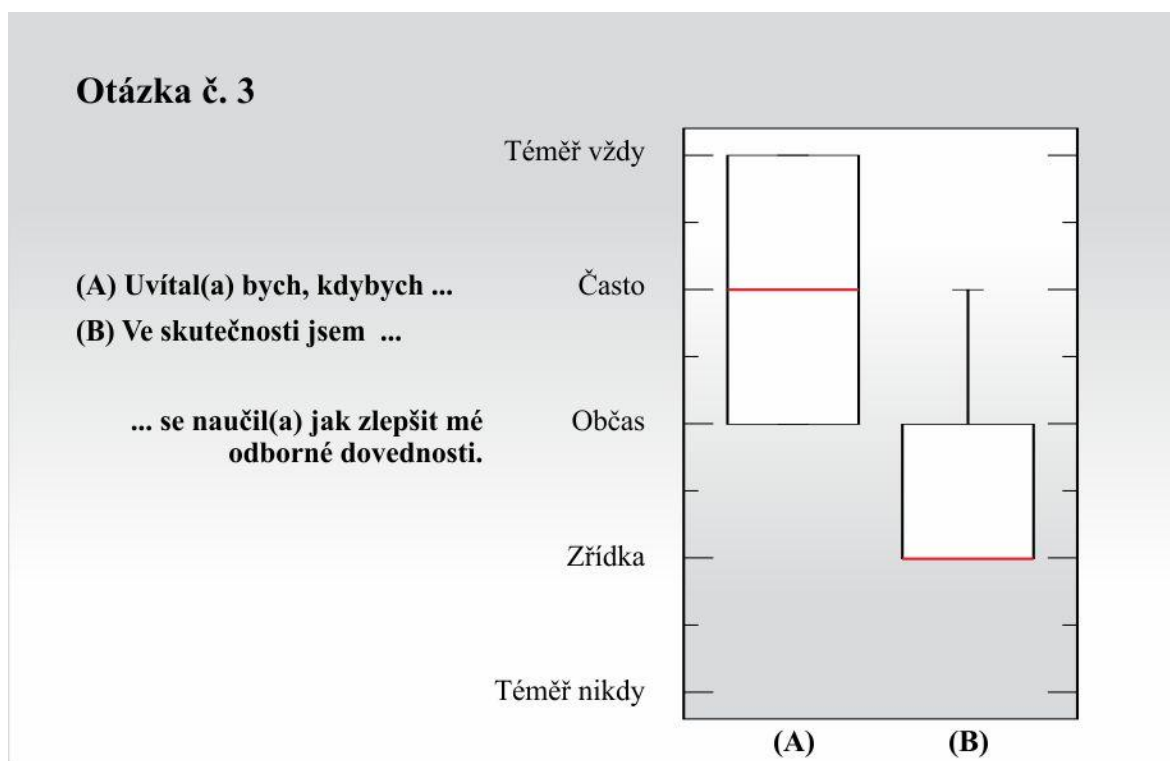 Otázka č. 3
(A) Uvítal(a) bych, kdybych ...
(B) Ve skutečnosti jsem ...
... se naučil(a) jak zlepšit mé
odborné dovednosti.
Téměř vždy
Často
Občas
Zřídka
Téměř nikdy
(A) (B)